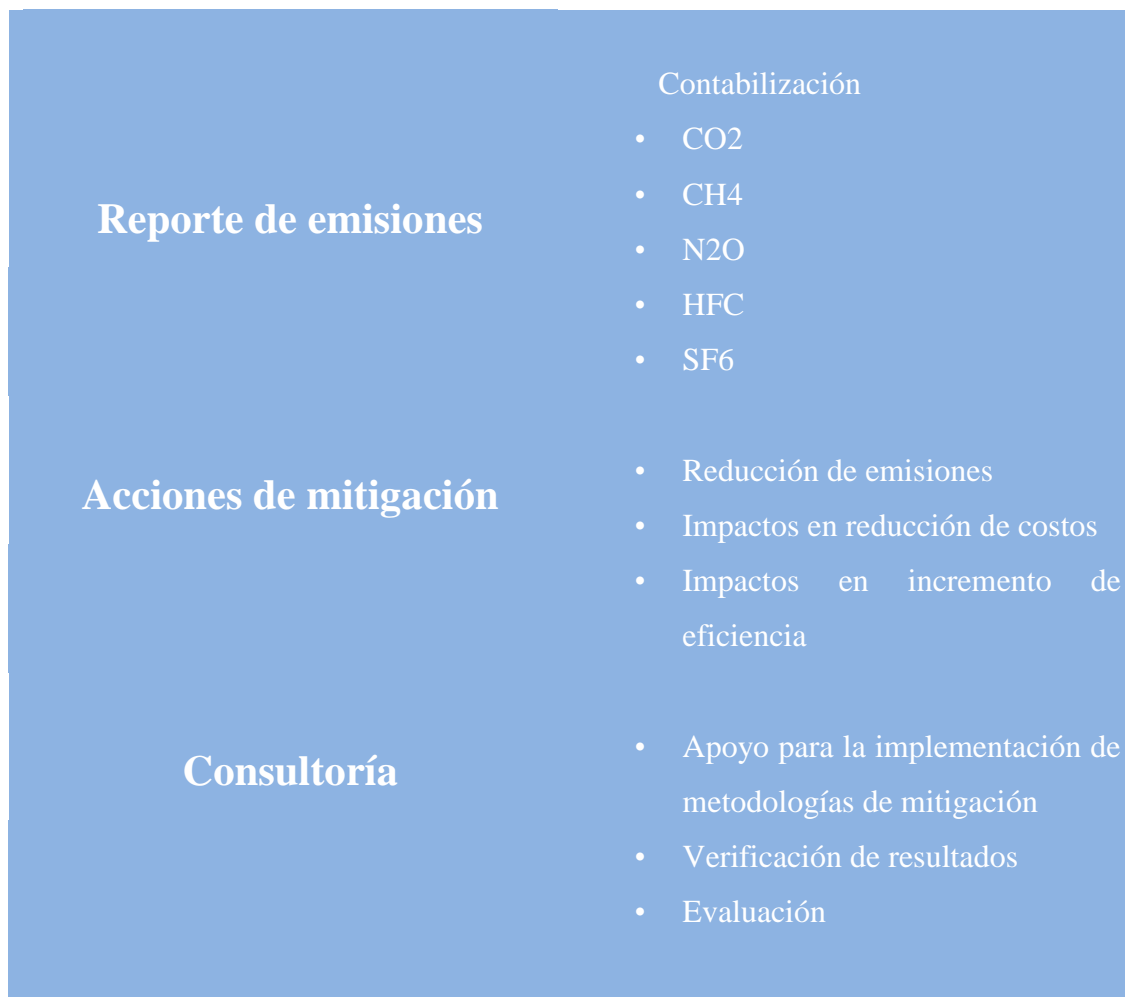 Reporte de emisiones
Contabilización
• CO2
• CH4
• N2O
• HFC
• SF6
Acciones de mitigación
• Reducción de emisiones
• Impactos en reducción de costos
• Impactos en incremento de
eficiencia
Consultoría
• Apoyo para la implementación de
metodologías de mitigación
• Verificación de resultados
• Evaluación